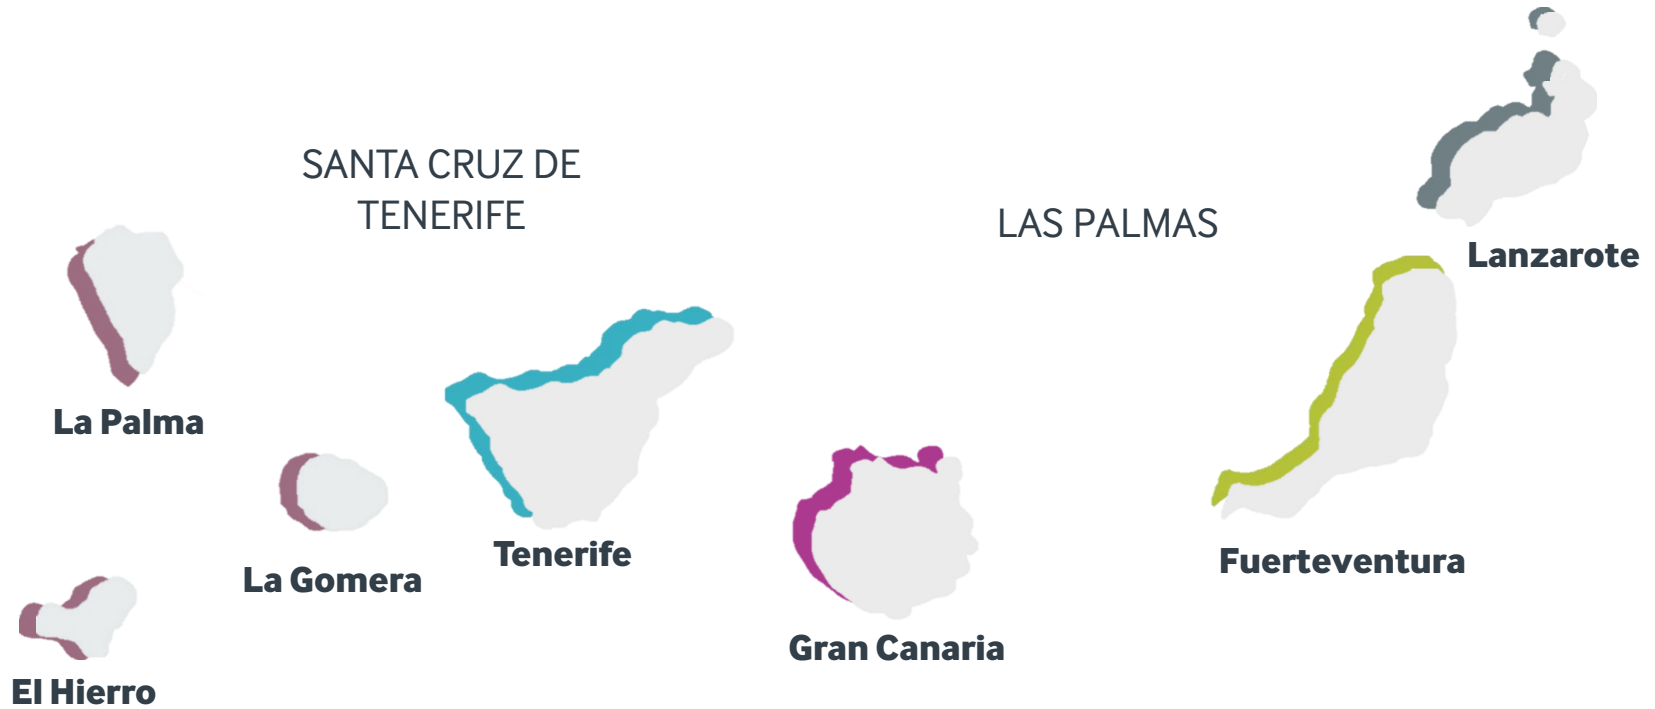 SANTA CRUZ DE
TENERIFE
LAS PALMAS
Lanzarote
La Palma
Tenerife
Fuerteventura
La Gomera
Gran Canaria
El Hierro